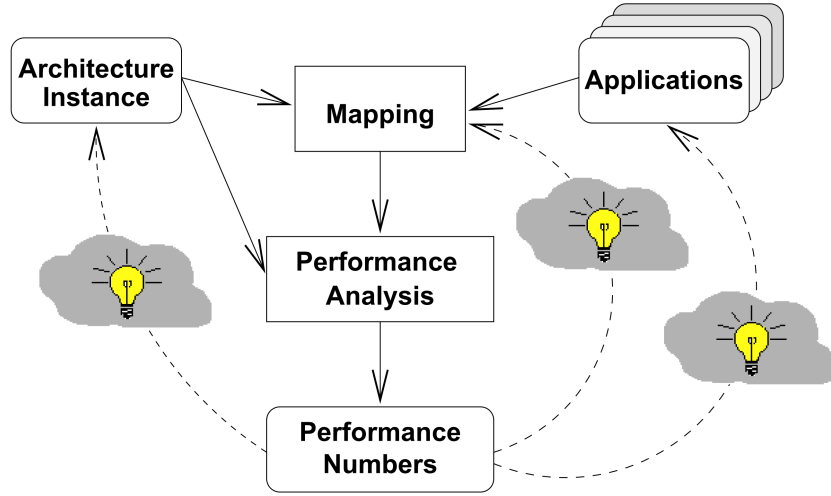 Architecture
Instance
Mapping
Applications
Performance
Analysis
Performance
Numbers